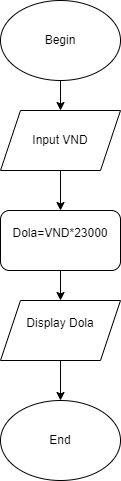 Begin
Input VND
Dola=VND*23000
Display Dola
End